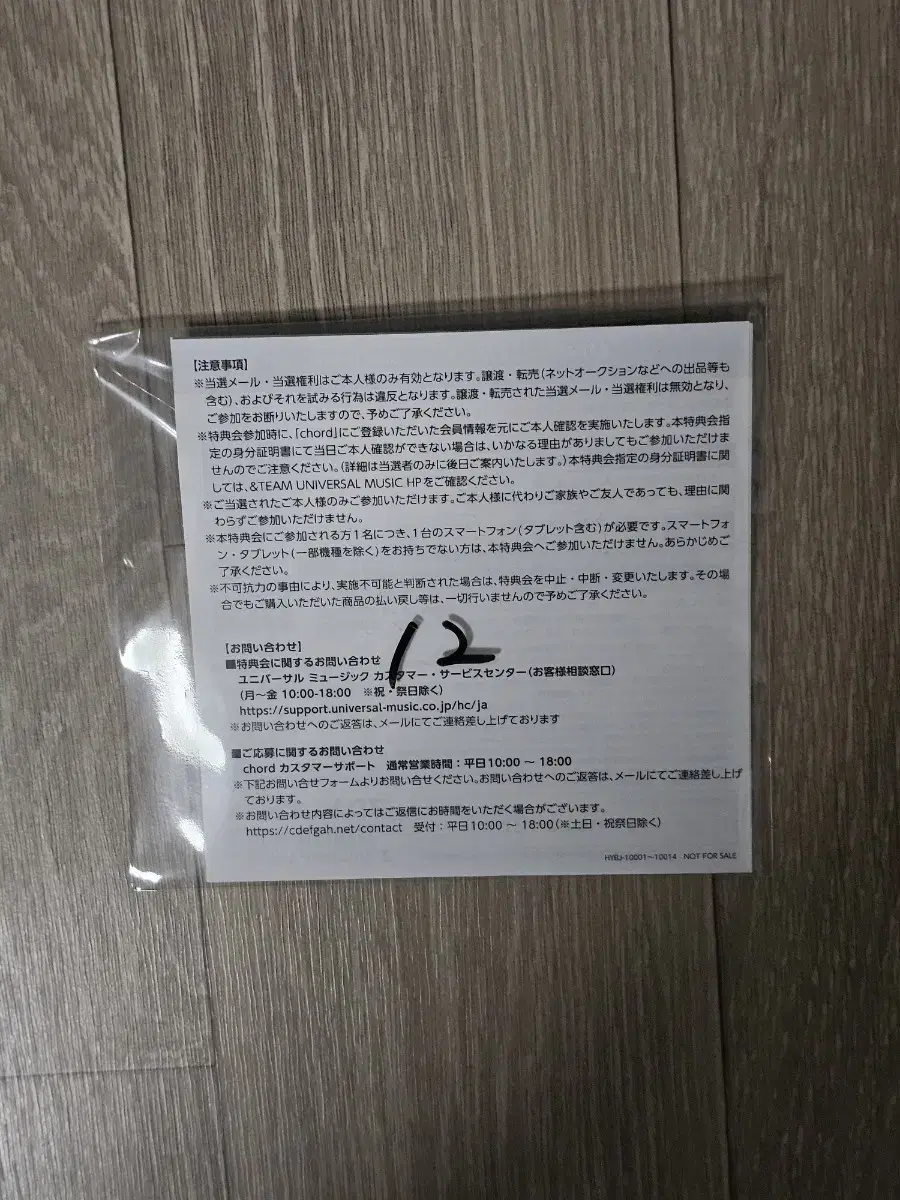 【注意事項】
※当選メール・当選権利はご本人様のみ有効となります。譲渡・転売（ネットオークションなどへの出品等も
含む）、およびそれを試みる行為は違反となります。譲渡・転売された当選メール・当選権利は無効となり、
ご参加をお断りいたしますので、予めご了承ください。
※特典会参加時に、「chord」にご登録いただいた会員情報を元にご本人確認を実施いたします。本特典会指
定の身分証明書にて当日ご本人確認ができない場合は、いかなる理由がありましてもご参加いただけま
せんのでご注意ください。（詳細は当選者のみに後日ご案内いたします。）本特典会指定の身分証明書に関
しては、&TEAM UNIVERSAL MUSIC HPをご確認ください。
※ご当選されたご本人様のみご参加いただけます。ご本人様に代わりご家族やご友人であっても、理由に関
わらずご参加いただけません。
※本特典会にご参加される方1名につき、1台のスマートフォン（タブレット含む）が必要です。スマートフォ
ン・タブレット（一部機種を除く）をお持ちでない方は、本特典会へご参加いただけません。あらかじめご
了承ください。
※不可抗力の事由により、実施不可能と判断された場合は、特典会を中止・中断・変更いたします。その場
合でもご購入いただいた商品の払い戻し等は、一切行いませんので予めご了承ください。
12
【お問い合わせ】
■特典会に関するお問い合わせ
ユニバーサル ミュージック カスタマー・サービスセンター（お客様相談窓口）
（月～金 10:00-18:00　※祝・祭日除く）
https://support.universal-music.co.jp/hc/ja
※お問い合わせへのご返答は、メールにてご連絡差し上げております
■ご応募に関するお問い合わせ
chord カスタマーサポート　通常営業時間：平日10:00 ～ 18:00
※下記お問い合せフォームよりお問い合せください。お問い合わせへのご返答は、メールにてご連絡差し上げ
ております。
※お問い合わせ内容によってはご返信にお時間をいただく場合がございます。
https://cdefgah.net/contact　受付：平日10:00 ～ 18:00（※土日・祝祭日除く）
HYEU-10001～10014　NOT FOR SALE